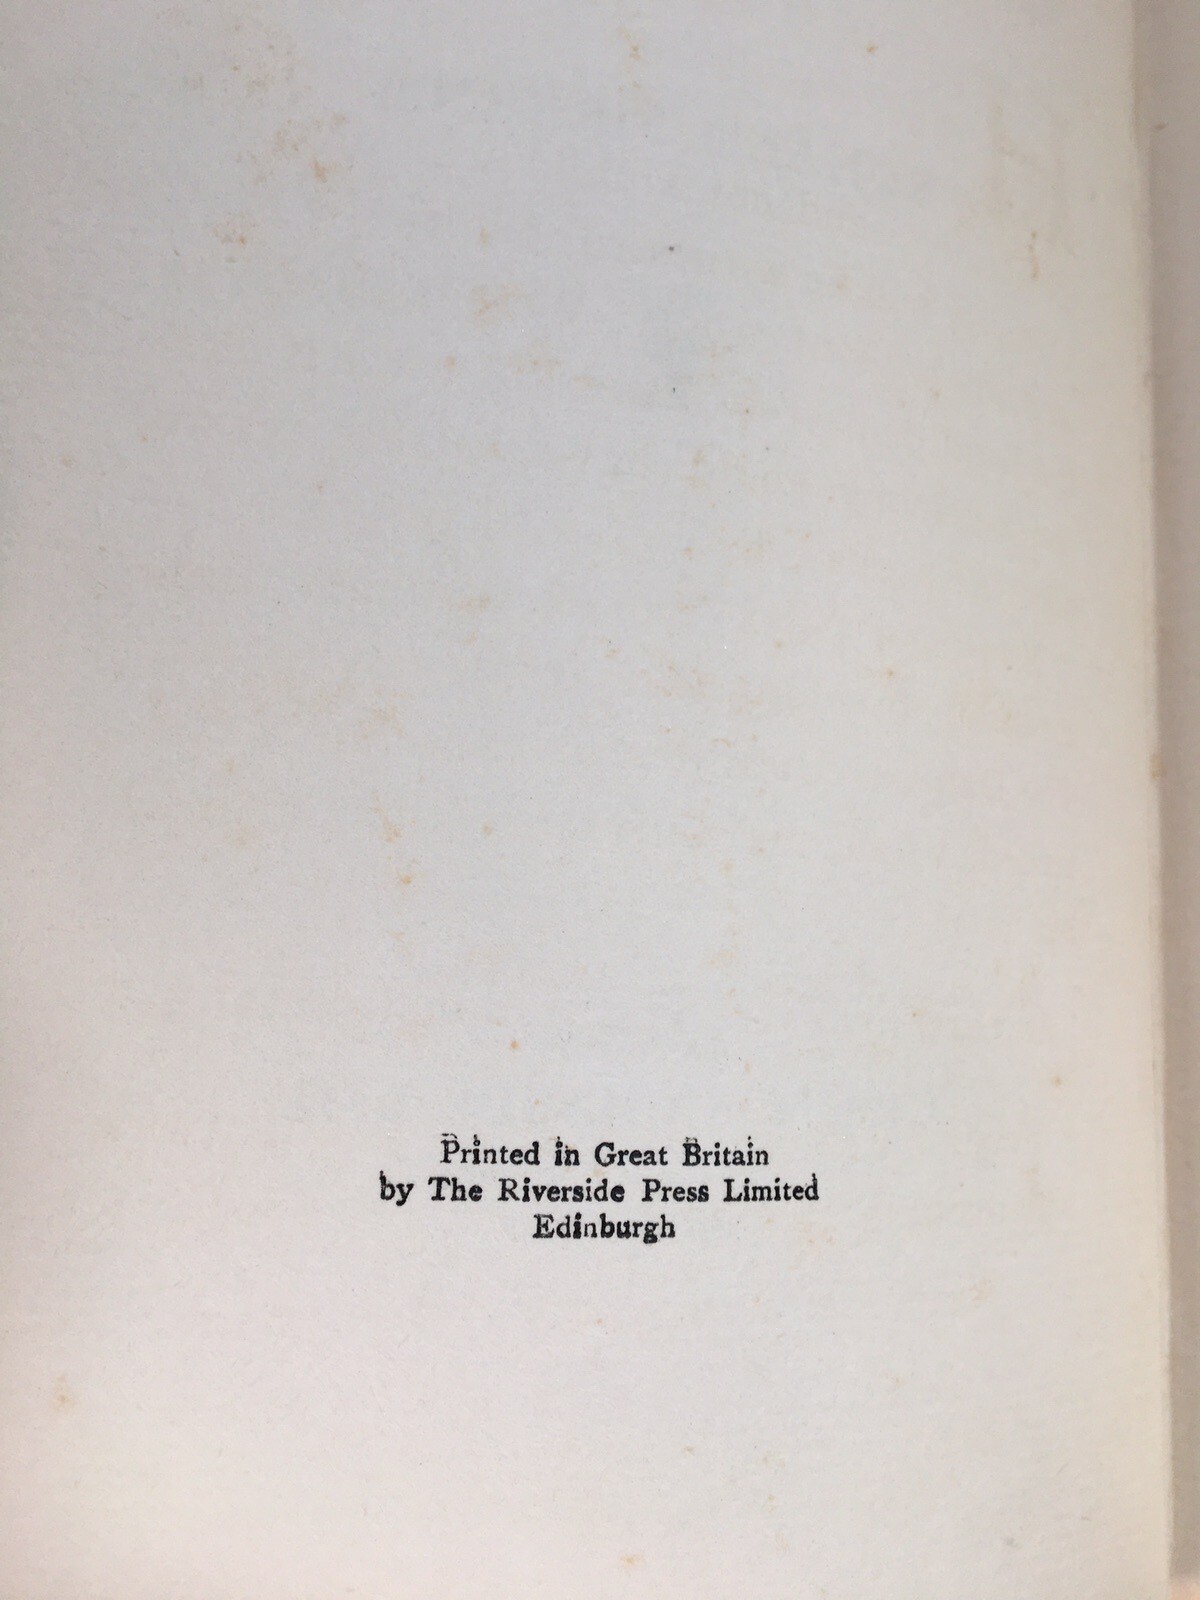 Printed in Great Britain
by The Riverside Press Limited
Edinburgh